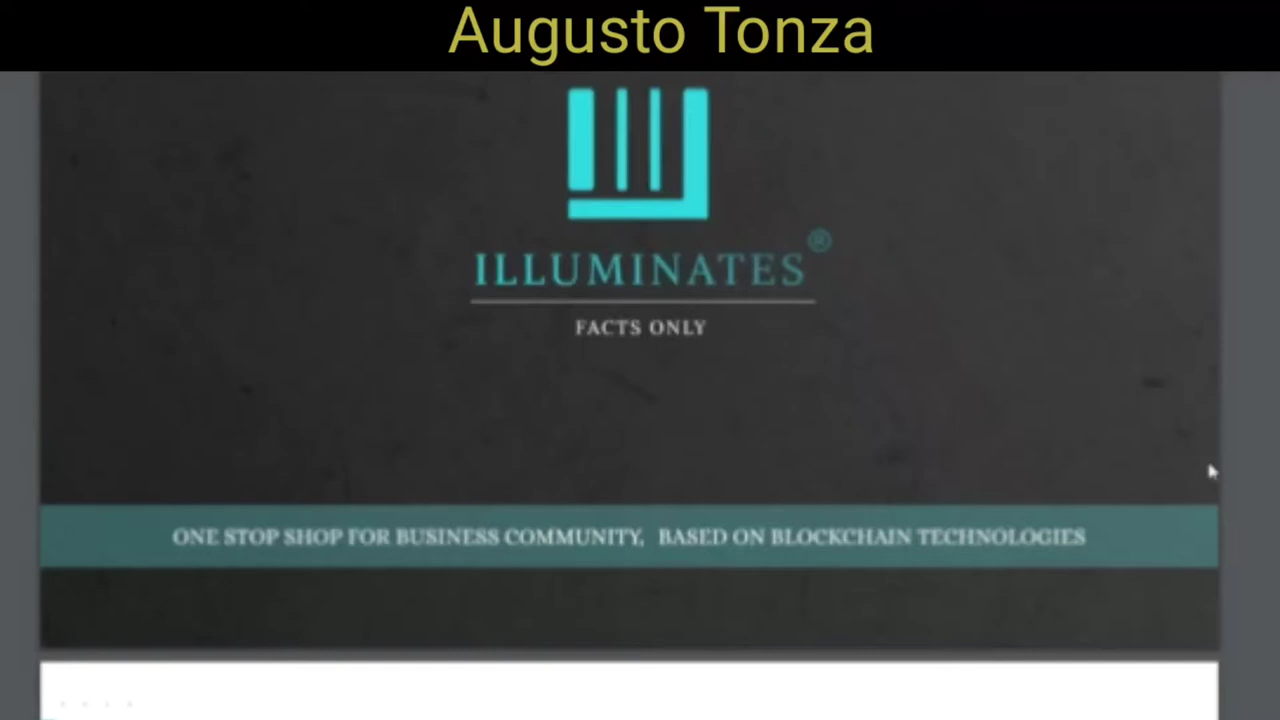 Augusto Tonza
ILLUMINATES®
FACTS ONLY
ONE STOP SHOP FOR BUSINESS COMMUNITY, BASED ON BLOCKCHAIN TECHNOLOGIES